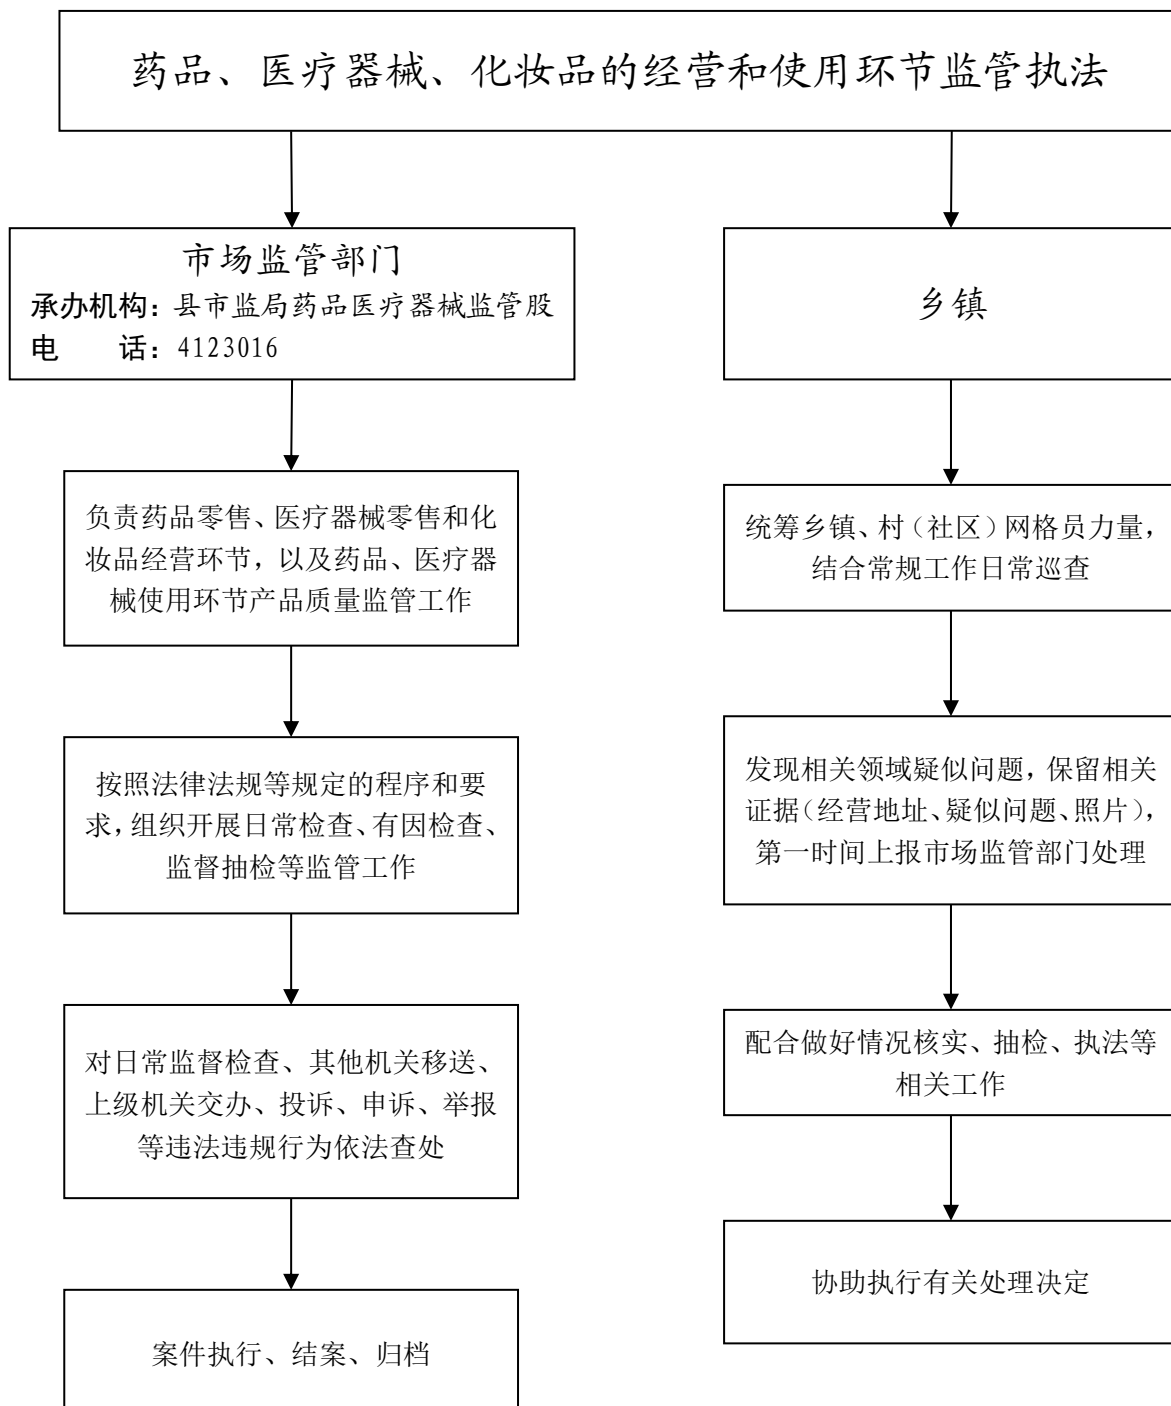 药品、医疗器械、化妆品的经营和使用环节监管执法
市场监管部门
承办机构：县市监局药品医疗器械监管股
电　　话：4123016
负责药品零售、医疗器械零售和化
妆品经营环节，以及药品、医疗器
械使用环节产品质量监管工作
按照法律法规等规定的程序和要
求，组织开展日常检查、有因检查、
监督抽检等监管工作
对日常监督检查、其他机关移送、
上级机关交办、投诉、申诉、举报
等违法违规行为依法查处
案件执行、结案、归档
乡镇
统筹乡镇、村（社区）网格员力量，
结合常规工作日常巡查
发现相关领域疑似问题，保留相关
证据（经营地址、疑似问题、照片），
第一时间上报市场监管部门处理
配合做好情况核实、抽检、执法等
相关工作
协助执行有关处理决定